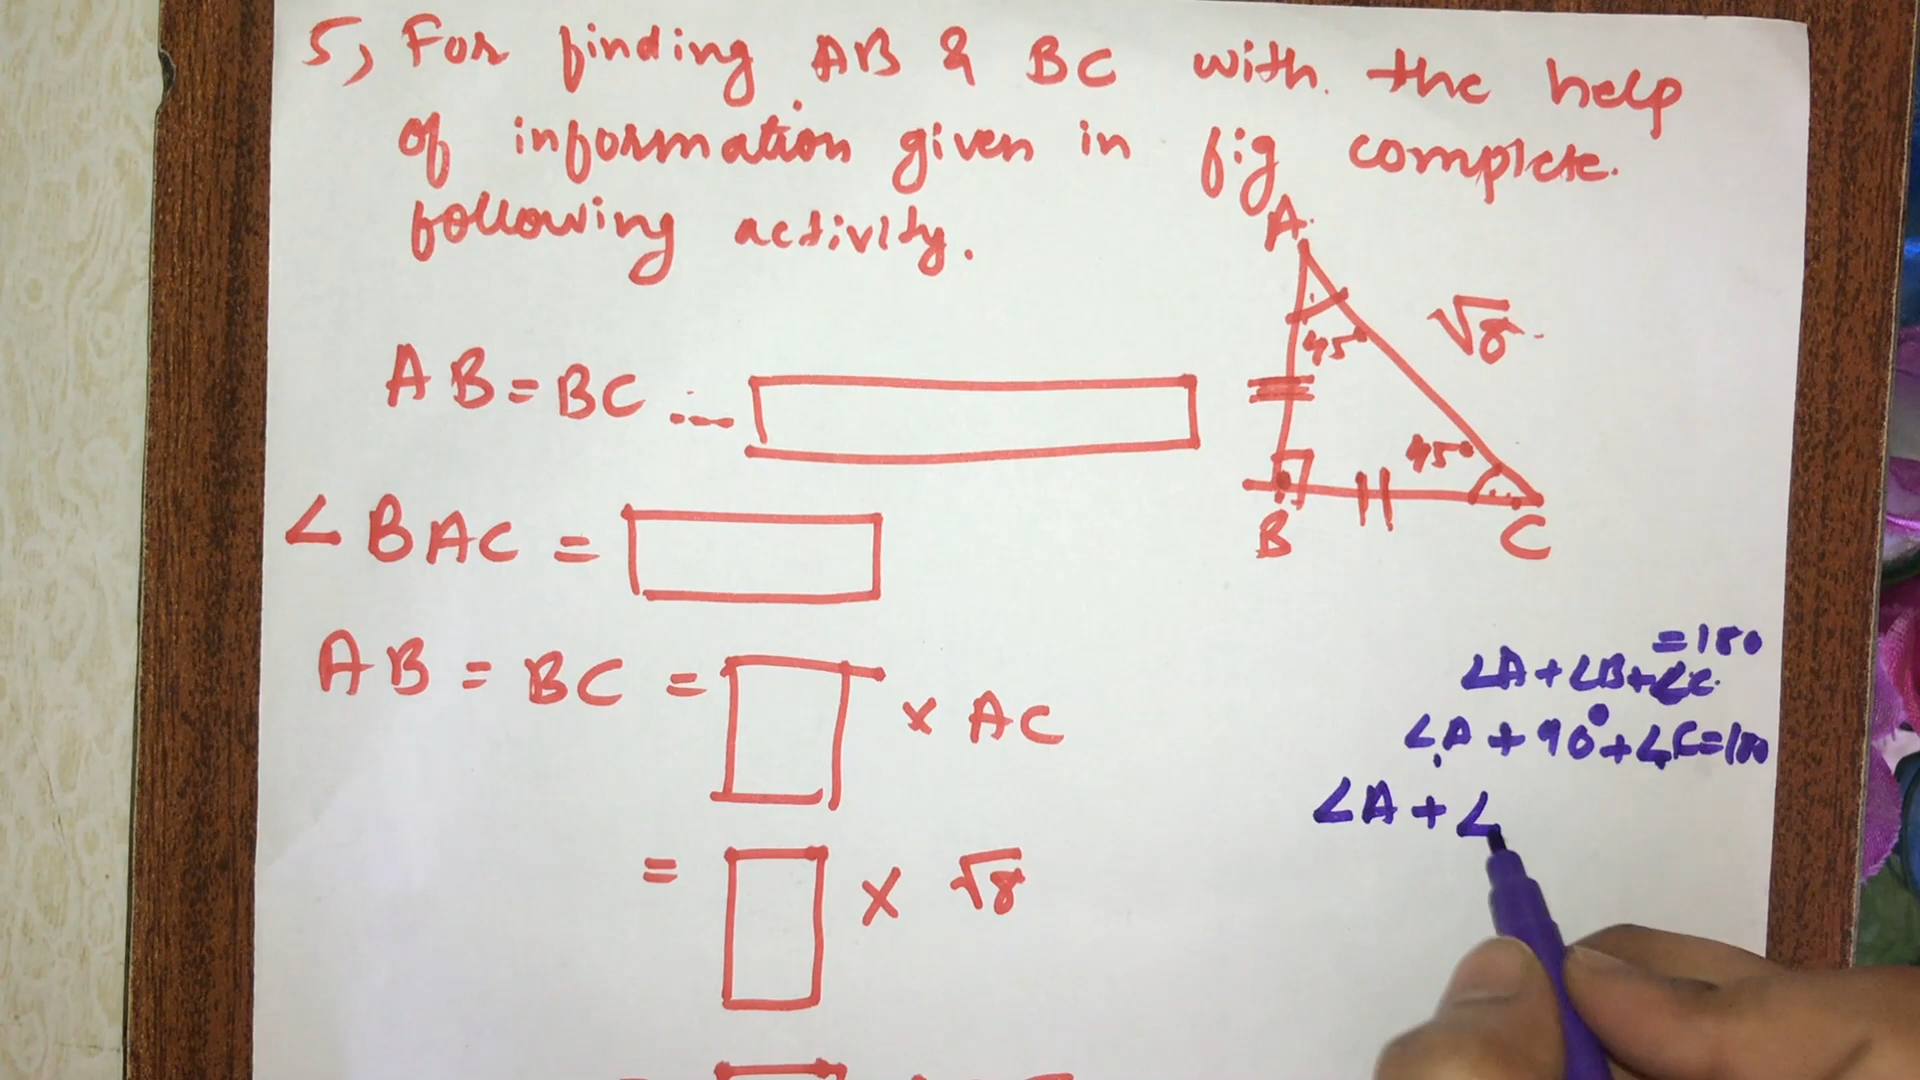 5, For finding AB & BC with the help
of information given in fig complete.
following activity.
A
√8
45°
45°
B
C
AB = BC ...
∠BAC =
AB = BC = × AC
= × √8
=180
∠A+∠B+∠C
∠A + 90°+∠C=180
∠A + ∠